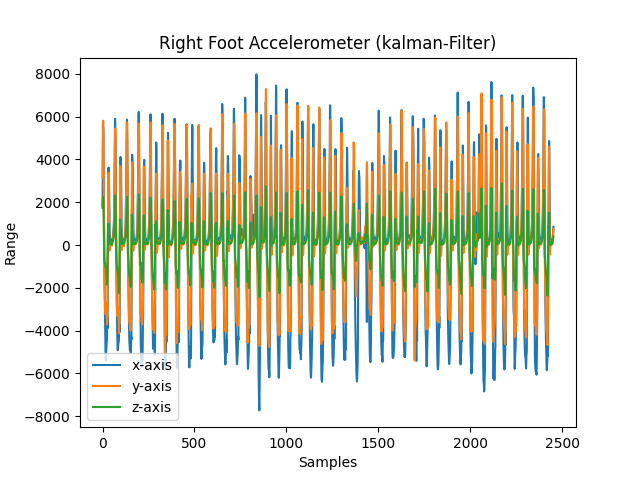 Right Foot Accelerometer (kalman-Filter)
8000
6000
4000
2000
0
−2000
−4000
−6000
−8000
Range
x-axis
y-axis
z-axis
0 500 1000 1500 2000 2500
Samples